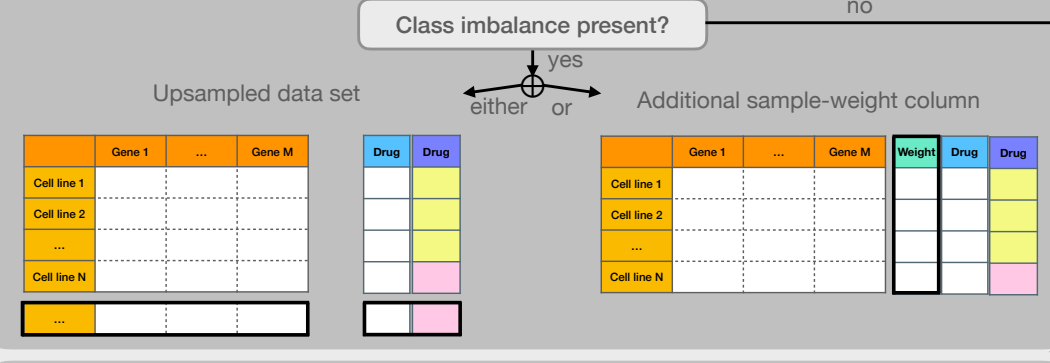 no
Class imbalance present?
yes
either or
Upsampled data set
Additional sample-weight column
Gene 1 ... Gene M Drug Drug
Cell line 1
Cell line 2
...
Cell line N
...
Gene 1 ... Gene M Weight Drug Drug
Cell line 1
Cell line 2
...
Cell line N